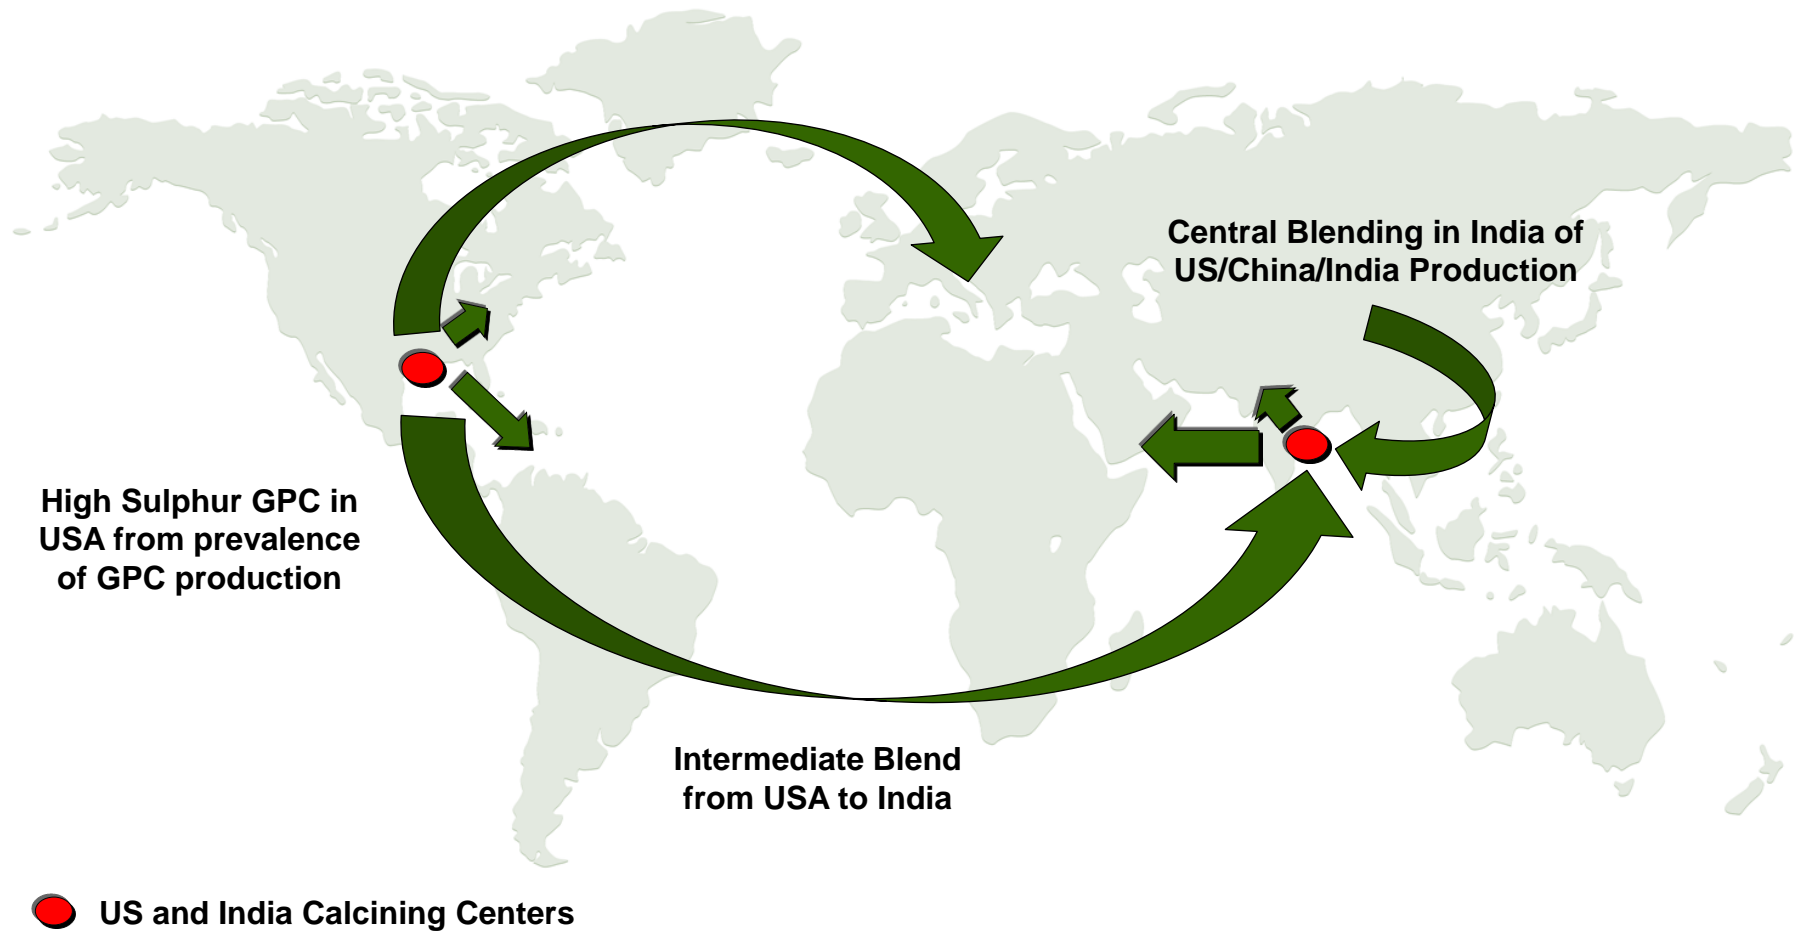 Central Blending in India of
US/China/India Production
High Sulphur GPC in
USA from prevalence
of GPC production
Intermediate Blend
from USA to India
US and India Calcining Centers